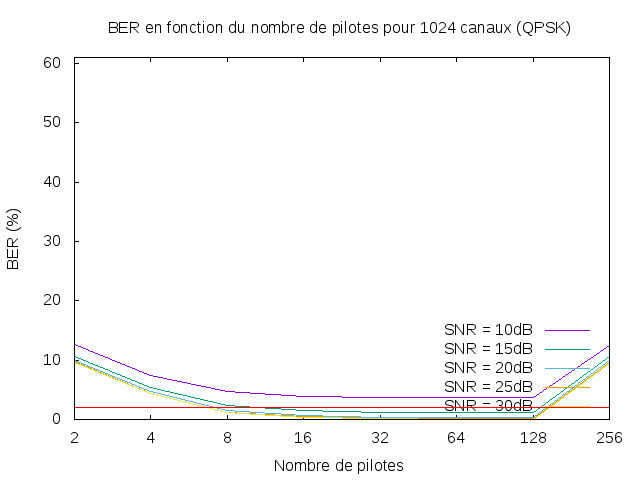 BER en fonction du nombre de pilotes pour 1024 canaux (QPSK)
60
50
40
30
20
10
0
BER (%)
SNR = 10dB
SNR = 15dB
SNR = 20dB
SNR = 25dB
SNR = 30dB
2 4 8 16 32 64 128 256
Nombre de pilotes